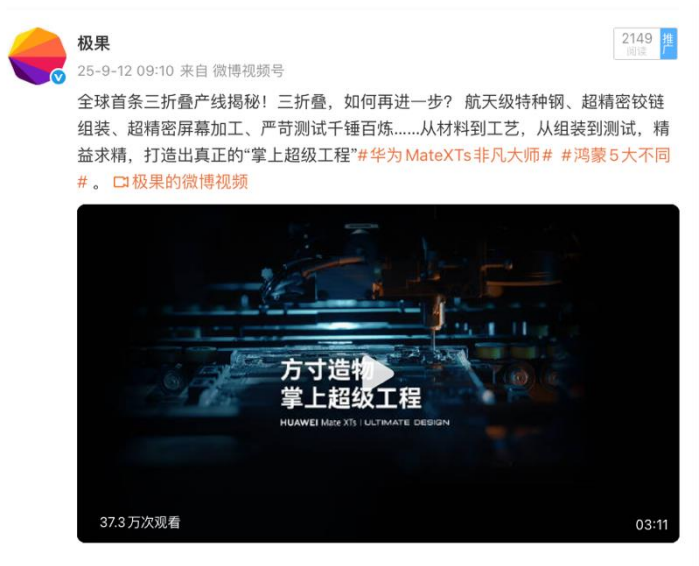 极果
2149
阅读
推广
25-9-12 09:10 来自 微博视频号
全球首条三折叠产线揭秘！三折叠，如何再进一步？ 航天级特种钢、超精密铰链
组装、超精密屏幕加工、严苛测试千锤百炼......从材料到工艺，从组装到测试，精
益求精，打造出真正的“掌上超级工程”#华为MateXTs非凡大师# #鸿蒙5大不同
# 。 极果的微博视频
方寸造物
掌上超级工程
HUAWEI Mate XTs | ULTIMATE DESIGN
37.3万次观看
03:11